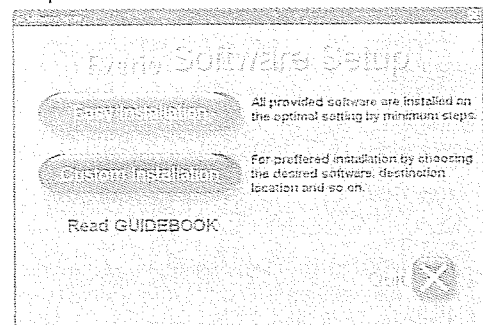 Software Setup
Easy Installation
All provided software are installed on
the optimal setting by minimum steps.
Custom Installation
For preffered installation by choosing
the desired software, destination
location and so on.
Read GUIDEBOOK
Quit